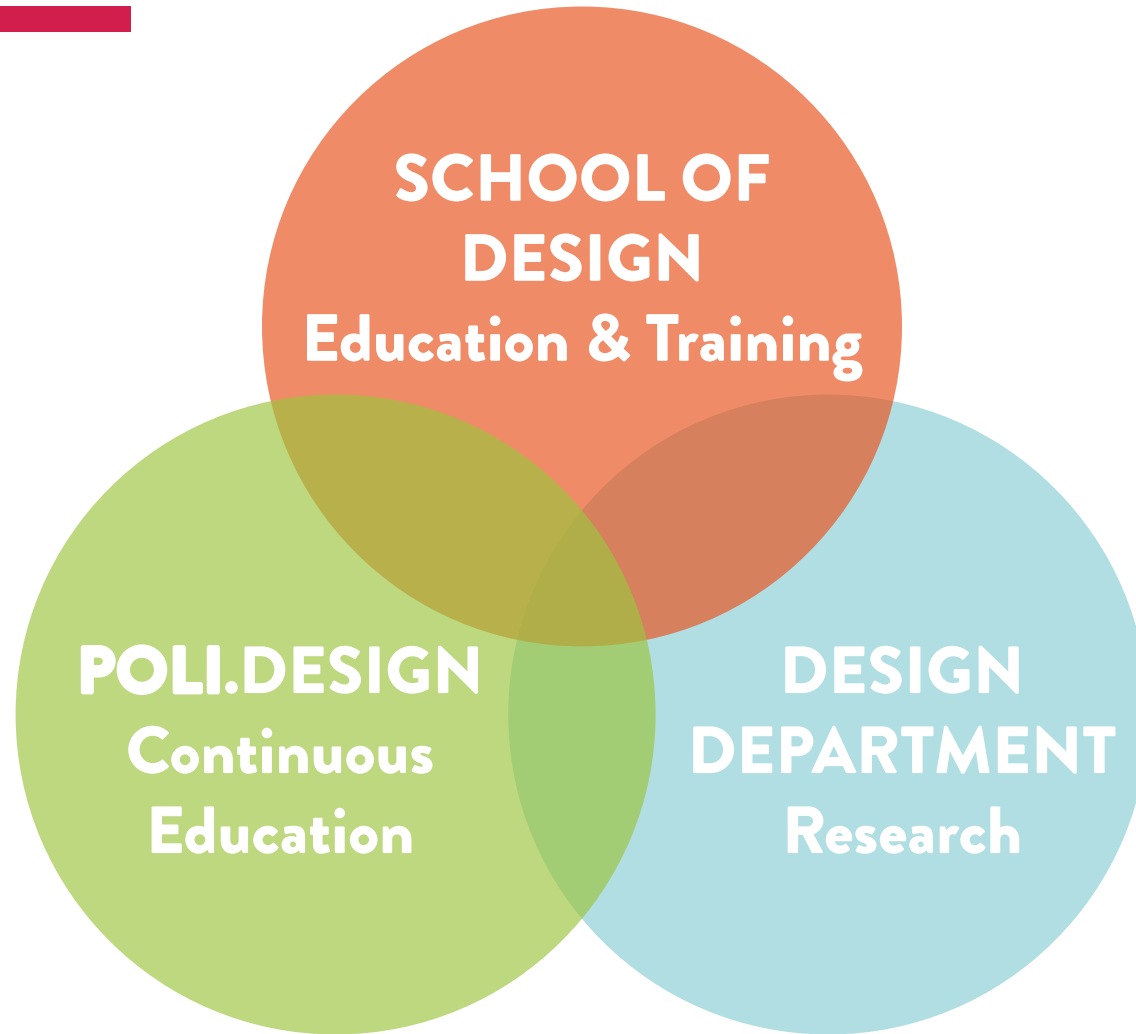 SCHOOL OF
DESIGN
Education & Training
POLI.DESIGN
Continuous
Education
DESIGN
DEPARTMENT
Research